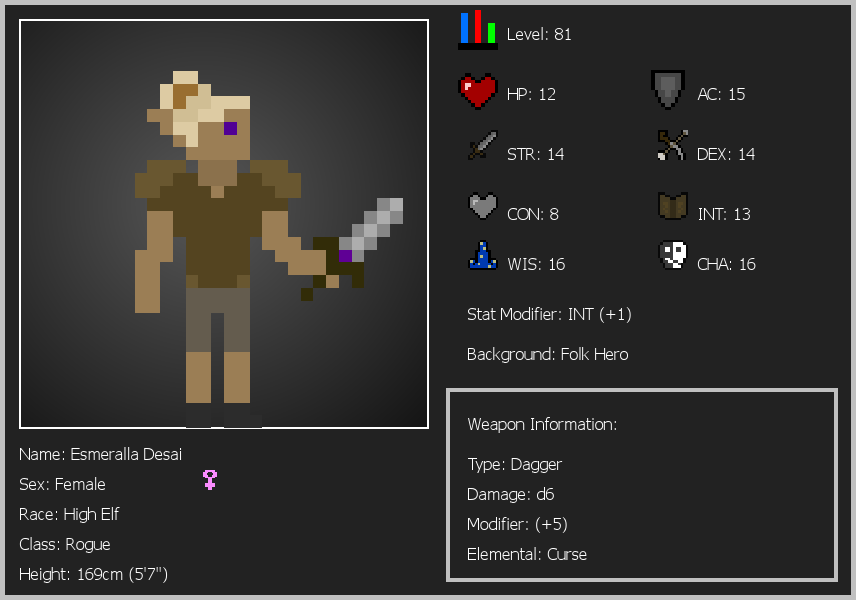 Level: 81
HP: 12
AC: 15
STR: 14
DEX: 14
CON: 8
INT: 13
WIS: 16
CHA: 16
Stat Modifier: INT (+1)
Background: Folk Hero
Weapon Information:
Type: Dagger
Damage: d6
Modifier: (+5)
Elemental: Curse
Name: Esmeralla Desai
Sex: Female
Race: High Elf
Class: Rogue
Height: 169cm (5'7")